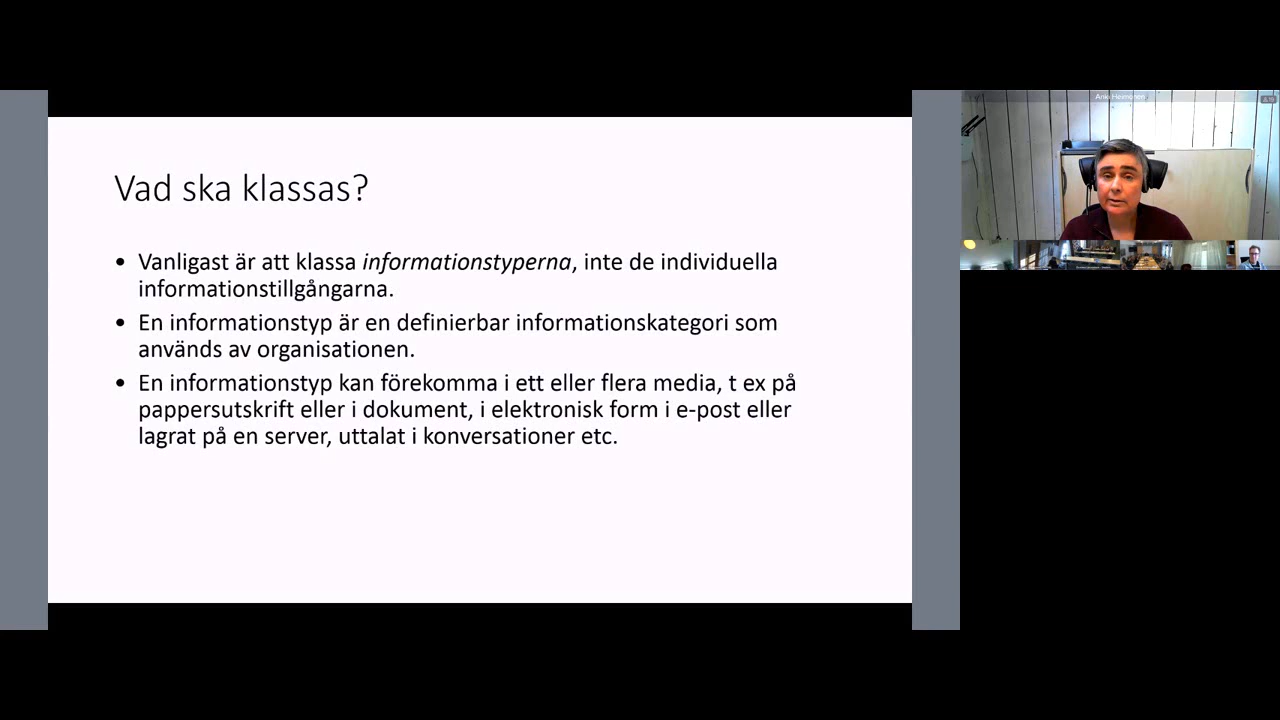 Vad ska klassas?
• Vanligast är att klassa informationstyperna, inte de individuella
informationstillgångarna.
• En informationstyp är en definierbar informationskategori som
används av organisationen.
• En informationstyp kan förekomma i ett eller flera media, t ex på
pappersutskrift eller i dokument, i elektronisk form i e-post eller
lagrat på en server, uttalat i konversationer etc.